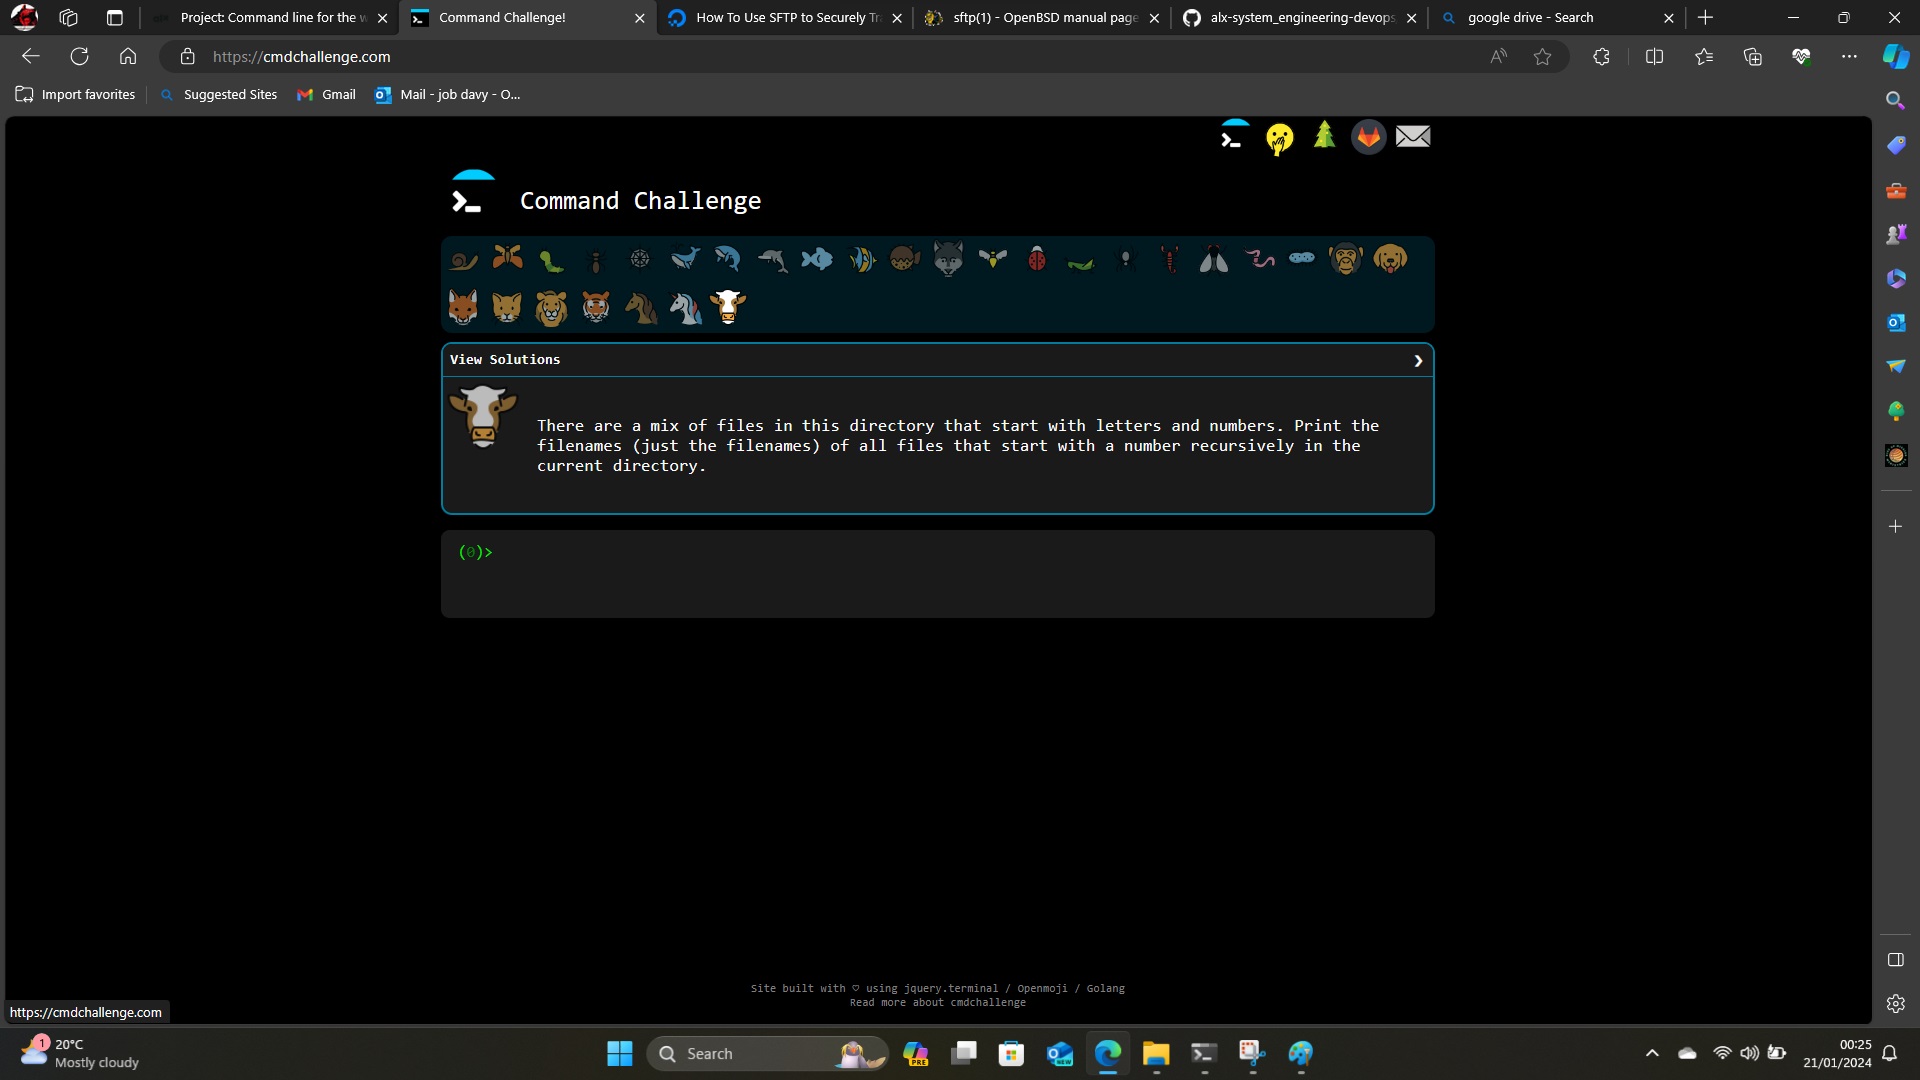 Project: Command line for the w
Command Challenge!
How To Use SFTP to Securely Tr
sftp(1) - OpenBSD manual page
alx-system_engineering-devops
google drive - Search
https://cmdchallenge.com
Import favorites
Suggested Sites
Gmail
Mail - job davy - O...
Command Challenge
View Solutions
There are a mix of files in this directory that start with letters and numbers. Print the
filenames (just the filenames) of all files that start with a number recursively in the
current directory.
(0)>
Site built with ♡ using jquery.terminal / Openmoji / Golang
Read more about cmdchallenge
https://cmdchallenge.com
1
20°C
Mostly cloudy
Search
PRE
NEW
00:25
21/01/2024